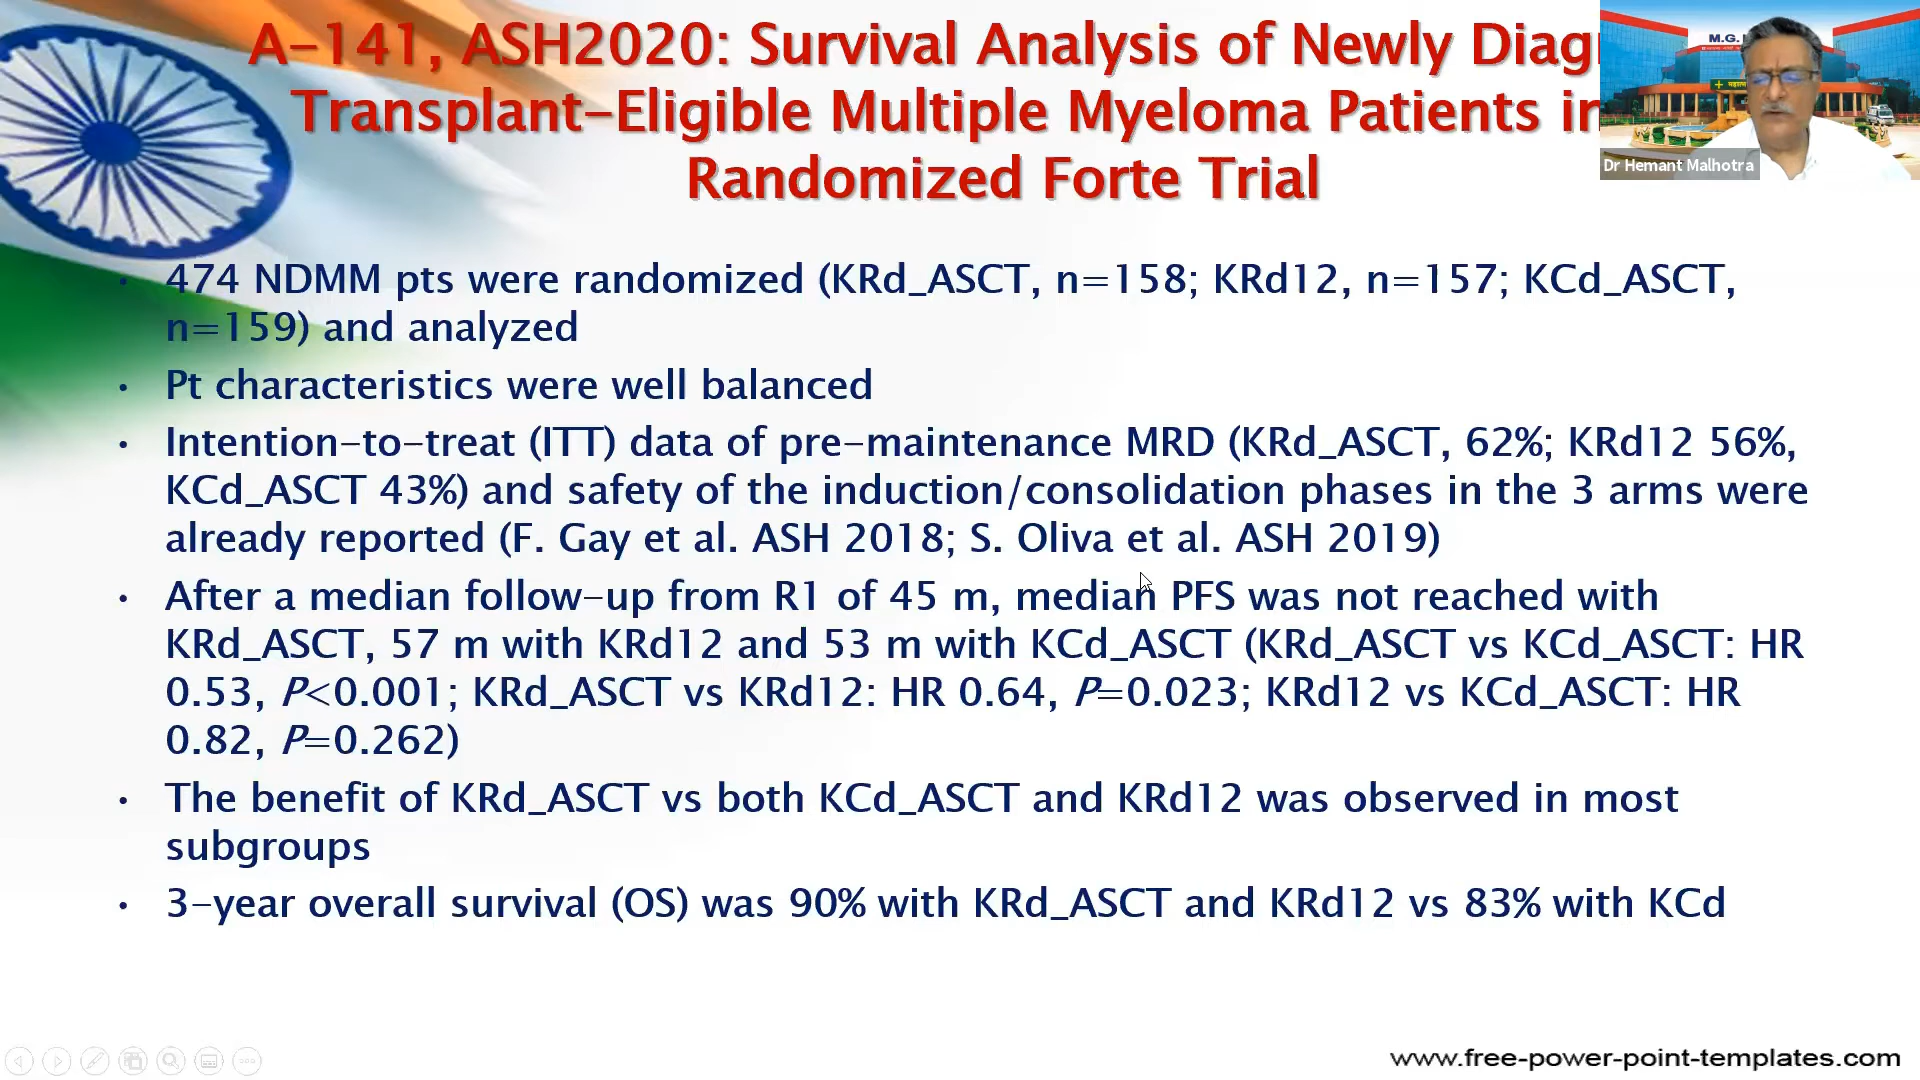 A-141, ASH2020: Survival Analysis of Newly Diag
Transplant-Eligible Multiple Myeloma Patients in
Randomized Forte Trial
M.G.
Dr Hemant Malhotra
• 474 NDMM pts were randomized (KRd_ASCT, n=158; KRd12, n=157; KCd_ASCT,
n=159) and analyzed
• Pt characteristics were well balanced
• Intention-to-treat (ITT) data of pre-maintenance MRD (KRd_ASCT, 62%; KRd12 56%,
KCd_ASCT 43%) and safety of the induction/consolidation phases in the 3 arms were
already reported (F. Gay et al. ASH 2018; S. Oliva et al. ASH 2019)
• After a median follow-up from R1 of 45 m, median PFS was not reached with
KRd_ASCT, 57 m with KRd12 and 53 m with KCd_ASCT (KRd_ASCT vs KCd_ASCT: HR
0.53, P<0.001; KRd_ASCT vs KRd12: HR 0.64, P=0.023; KRd12 vs KCd_ASCT: HR
0.82, P=0.262)
• The benefit of KRd_ASCT vs both KCd_ASCT and KRd12 was observed in most
subgroups
• 3-year overall survival (OS) was 90% with KRd_ASCT and KRd12 vs 83% with KCd
www.free-power-point-templates.com